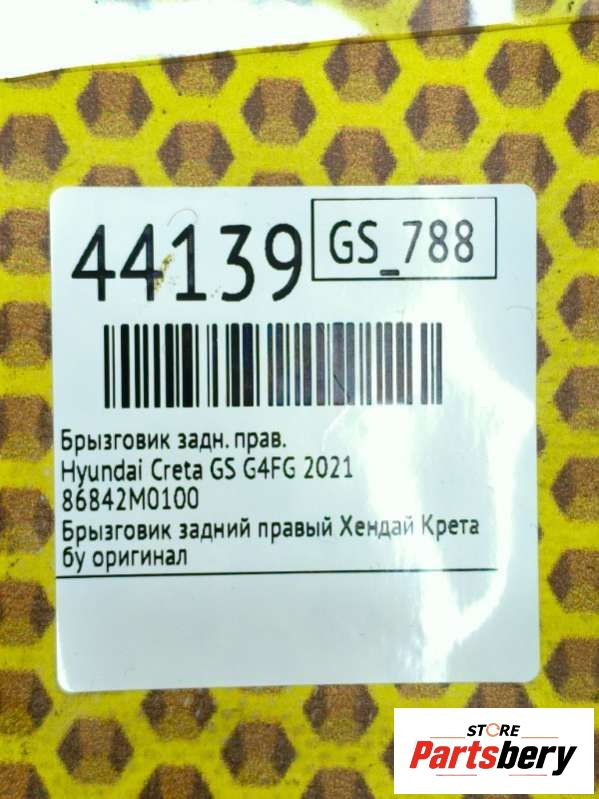 44139
GS_788
Брызговик задн. прав.
Hyundai Creta GS G4FG 2021
86842M0100
Брызговик задний правый Хендай Крета
бу оригинал
STORE
Partsbery